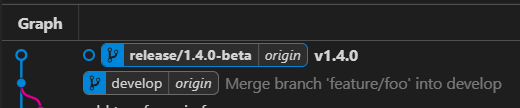 Graph
release/1.4.0-beta origin v1.4.0
develop origin Merge branch 'feature/foo' into develop